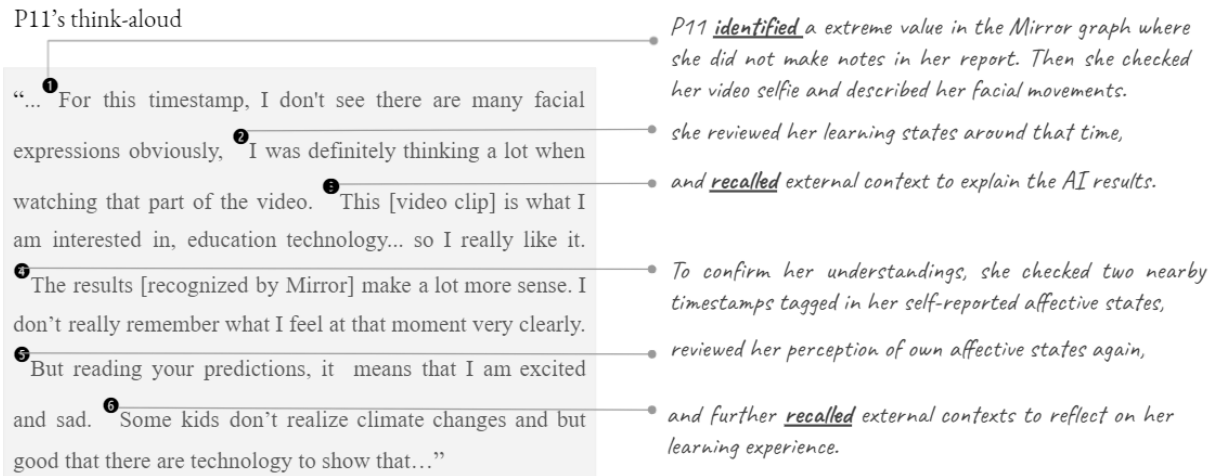 P11's think-aloud
“... ❶For this timestamp, I don't see there are many facial
expressions obviously, ❷I was definitely thinking a lot when
watching that part of the video. ❸This [video clip] is what I
am interested in, education technology... so I really like it.
❹The results [recognized by Mirror] make a lot more sense. I
don’t really remember what I feel at that moment very clearly.
❺But reading your predictions, it means that I am excited
and sad. ❻Some kids don’t realize climate changes and but
good that there are technology to show that…”
P11 identified a extreme value in the Mirror graph where
she did not make notes in her report. Then she checked
her video selfie and described her facial movements.
she reviewed her learning states around that time,
and recalled external context to explain the AI results.
To confirm her understandings, she checked two nearby
timestamps tagged in her self-reported affective states,
reviewed her perception of own affective states again,
and further recalled external contexts to reflect on her
learning experience.